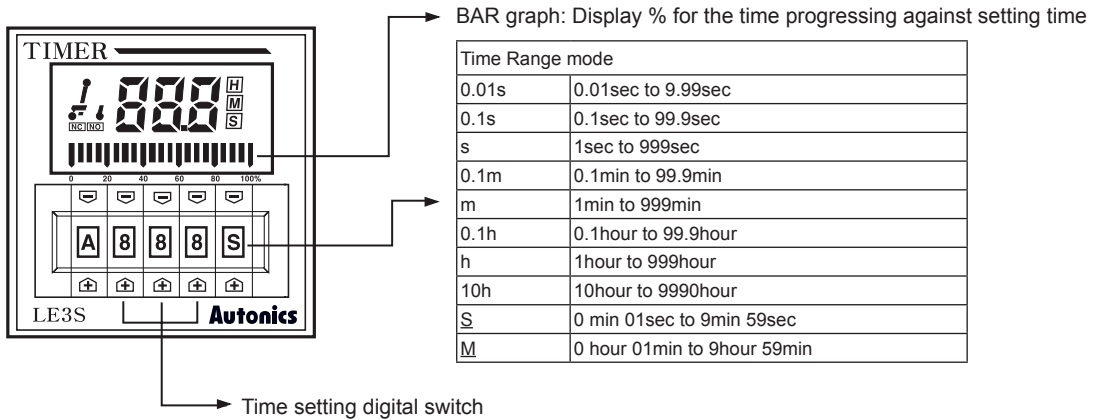 BAR graph: Display % for the time progressing against setting time
TIMER
88.8
H
M
S
NC NO
0 20 40 60 80 100%
A 8 8 8 S
LE3S Autonics
Time Range mode
0.01s 0.01sec to 9.99sec
0.1s 0.1sec to 99.9sec
s 1sec to 999sec
0.1m 0.1min to 99.9min
m 1min to 999min
0.1h 0.1hour to 99.9hour
h 1hour to 999hour
10h 10hour to 9990hour
S 0 min 01sec to 9min 59sec
M 0 hour 01min to 9hour 59min
Time setting digital switch